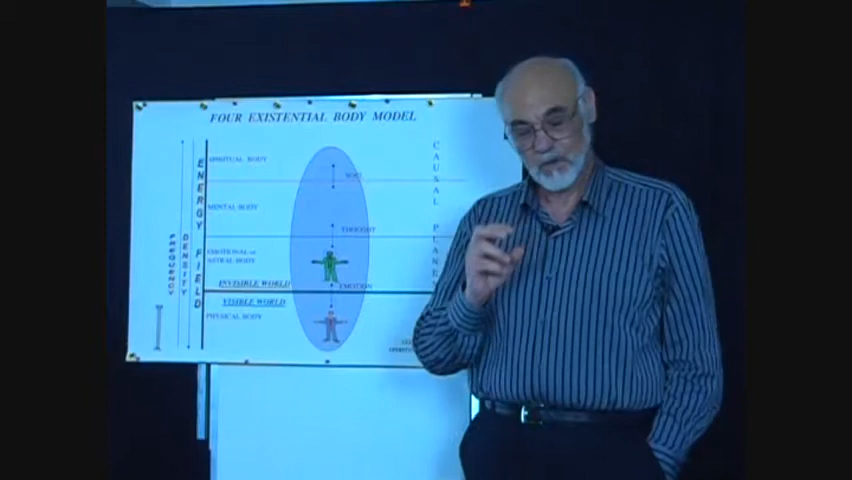 FOUR EXISTENTIAL BODY MODEL
SPIRITUAL BODY
SOUL
MENTAL BODY
THOUGHT
EMOTIONAL or
ASTRAL BODY
INVISIBLE WORLD
EMOTION
VISIBLE WORLD
PHYSICAL BODY
ENERGY FIELD
FREQUENCY
DENSITY
CAUSAL PLANE